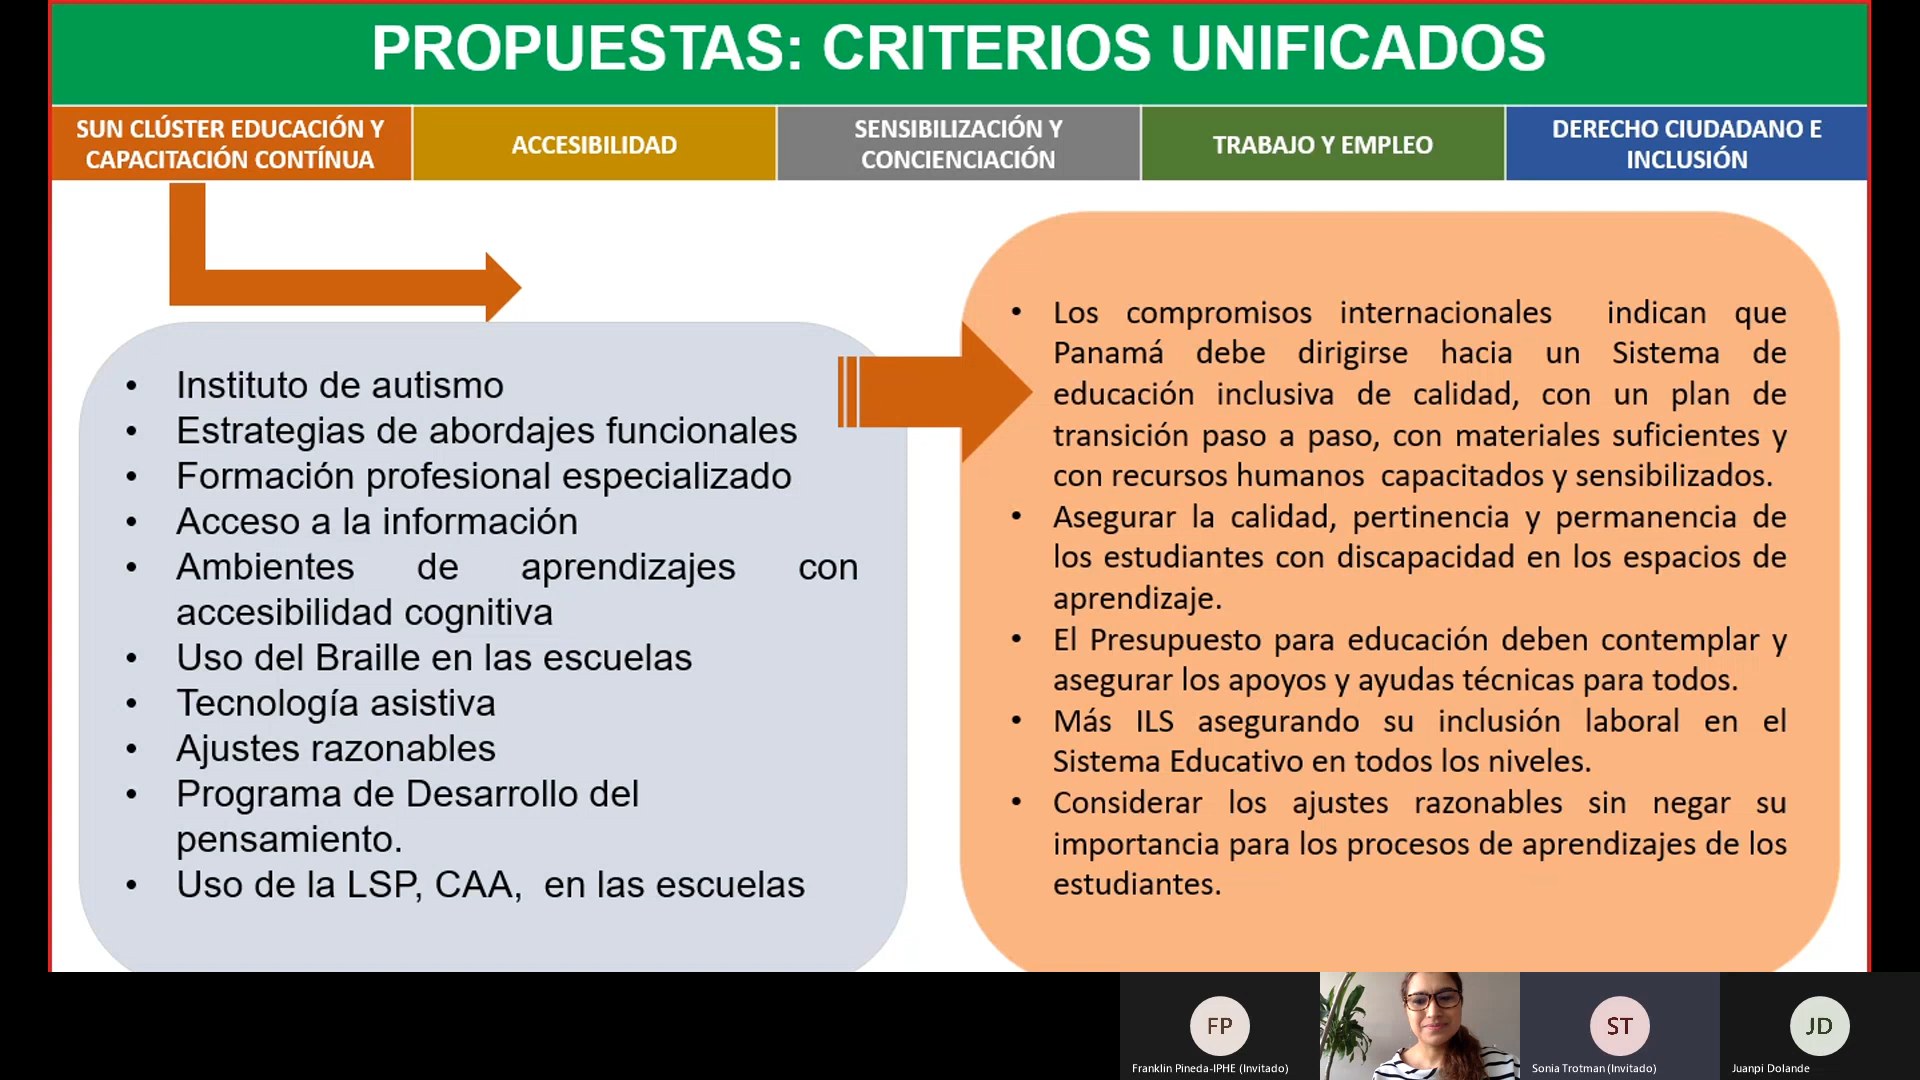 PROPUESTAS: CRITERIOS UNIFICADOS
SUN CLÚSTER EDUCACIÓN Y
CAPACITACIÓN CONTÍNUA
ACCESIBILIDAD
SENSIBILIZACIÓN Y
CONCIENCIACIÓN
TRABAJO Y EMPLEO
DERECHO CIUDADANO E
INCLUSIÓN
• Instituto de autismo
• Estrategias de abordajes funcionales
• Formación profesional especializado
• Acceso a la información
• Ambientes de aprendizajes con
accesibilidad cognitiva
• Uso del Braille en las escuelas
• Tecnología asistiva
• Ajustes razonables
• Programa de Desarrollo del
pensamiento.
• Uso de la LSP, CAA, en las escuelas
• Los compromisos internacionales indican que
Panamá debe dirigirse hacia un Sistema de
educación inclusiva de calidad, con un plan de
transición paso a paso, con materiales suficientes y
con recursos humanos capacitados y sensibilizados.
• Asegurar la calidad, pertinencia y permanencia de
los estudiantes con discapacidad en los espacios de
aprendizaje.
• El Presupuesto para educación deben contemplar y
asegurar los apoyos y ayudas técnicas para todos.
• Más ILS asegurando su inclusión laboral en el
Sistema Educativo en todos los niveles.
• Considerar los ajustes razonables sin negar su
importancia para los procesos de aprendizajes de los
estudiantes.
FP
Franklin Pineda-IPHE (Invitado)
ST
Sonia Trotman (Invitado)
JD
Juanpi Dolande